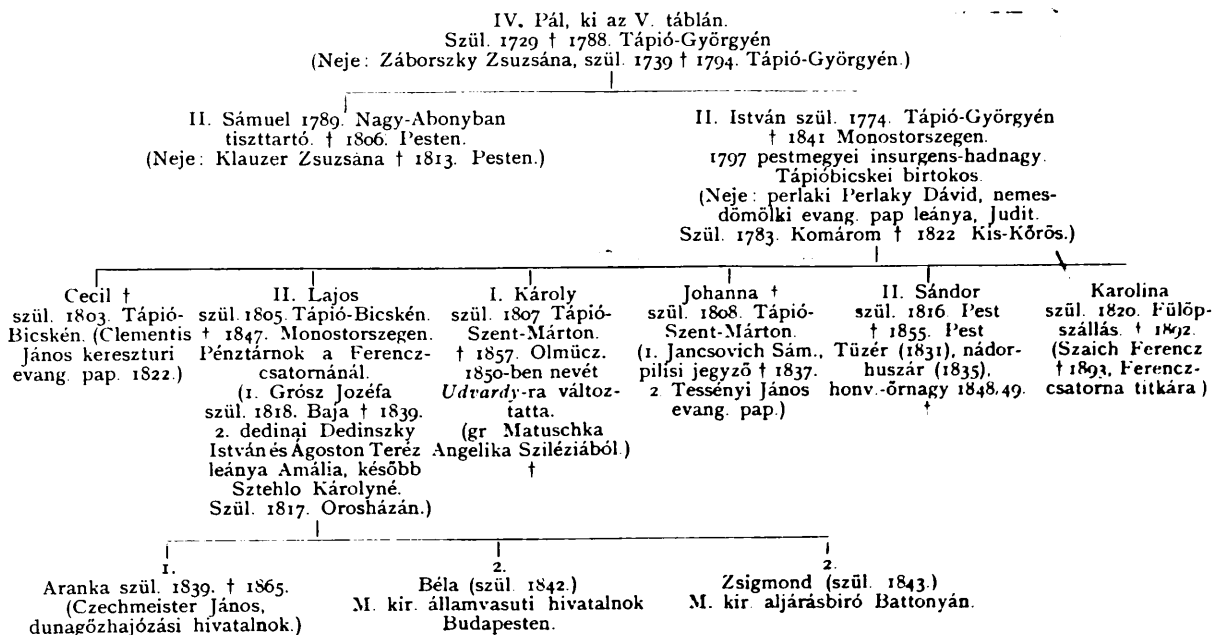 IV. Pál, ki az V. táblán.
Szül. 1729 † 1788. Tápió-Györgyén
(Neje: Záborszky Zsuzsána, szül. 1739 † 1794. Tápió-Györgyén.)
II. Sámuel 1789. Nagy-Abonyban
tiszttartó. † 1806. Pesten.
(Neje: Klauzer Zsuzsána † 1813. Pesten.)
II. István szül. 1774. Tápió-Györgyén
† 1841 Monostorszegen.
1797 pestmegyei insurgens-hadnagy.
Tápióbicskei birtokos.
(Neje: perlaki Perlaky Dávid, nemes-
dömölki evang. pap leánya, Judit.
Szül. 1783. Komárom † 1822 Kis-Kőrös.)
Cecil †
szül. 1803. Tápió-
Bicskén. (Clementis
János kereszturi
evang. pap. 1822.)
II. Lajos
szül. 1805. Tápió-Bicskén.
† 1847. Monostorszegen.
Pénztárnok a Ferencz-
csatornánál.
(1. Grósz Jozéfa
szül. 1818. Baja † 1839.
2. dedinai Dedinszky
István és Ágoston Teréz
leánya Amália, később
Sztehlo Károlyné.
Szül. 1817. Orosházán.)
I. Károly
szül. 1807 Tápió-
Szent-Márton.
† 1857. Olmücz.
1850-ben nevét
Udvardy-ra változ-
tatta.
(gr Matuschka
Angelika Sziléziából.)
†
Johanna †
szül. 1808. Tápió-
Szent-Márton.
(1. Jancsovich Sám.,
pilisi jegyző † 1837.
2 Tessényi János
evang. pap.)
II. Sándor
szül. 1816. Pest
† 1855. Pest
Tüzér (1831), nádor-
huszár (1835),
honv.-őrnagy 1848,49.
†
Karolina
szül. 1820. Fülöp-
szállás. † 1892.
(Szaich Ferencz
† 1893, Ferencz-
csatorna titkára )
1.
Aranka szül. 1839. † 1865.
(Czechmeister János,
dunagőzhajózási hivatalnok.)
2.
Béla (szül. 1842.)
M. kir. államvasuti hivatalnok
Budapesten.
2.
Zsigmond (szül. 1843.)
M. kir. aljárásbiró Battonyán.